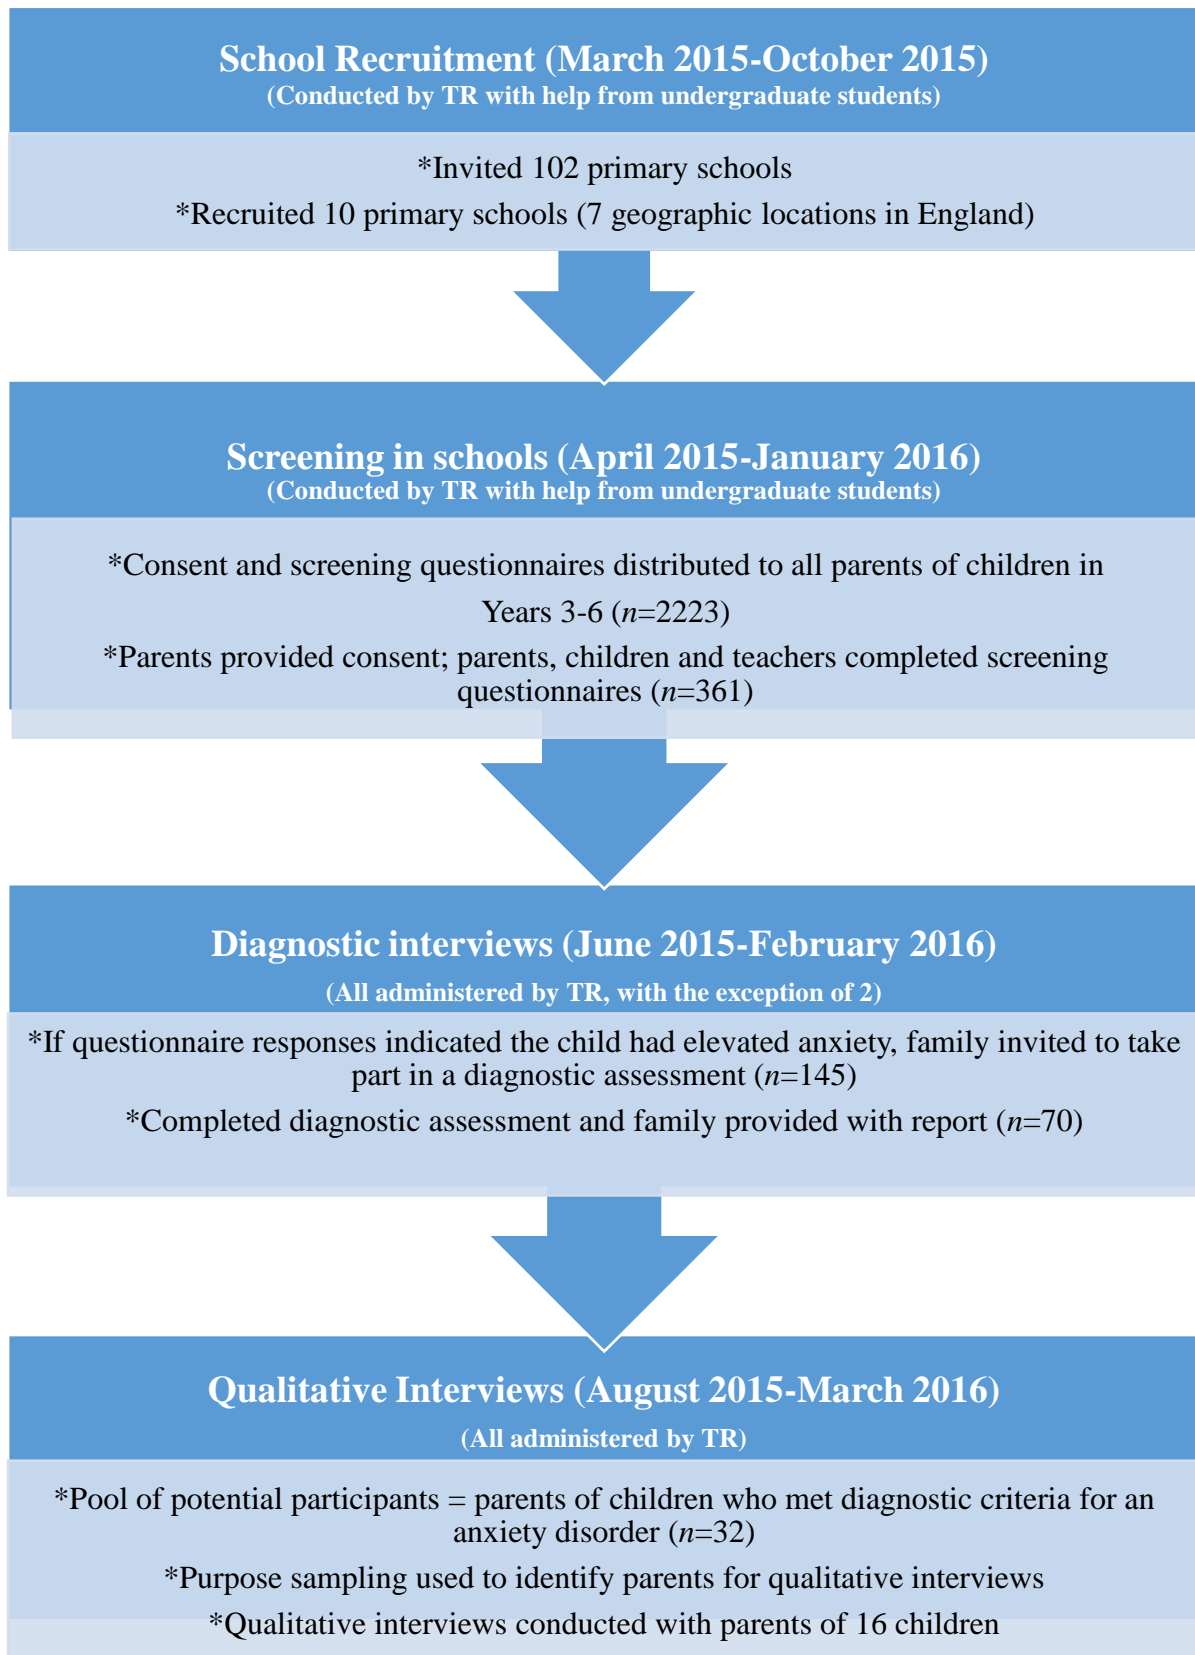 School Recruitment (March 2015-October 2015)
(Conducted by TR with help from undergraduate students)
*Invited 102 primary schools
*Recruited 10 primary schools (7 geographic locations in England)
Screening in schools (April 2015-January 2016)
(Conducted by TR with help from undergraduate students)
*Consent and screening questionnaires distributed to all parents of children in
Years 3-6 (n=2223)
*Parents provided consent; parents, children and teachers completed screening
questionnaires (n=361)
Diagnostic interviews (June 2015-February 2016)
(All administered by TR, with the exception of 2)
*If questionnaire responses indicated the child had elevated anxiety, family invited to take
part in a diagnostic assessment (n=145)
*Completed diagnostic assessment and family provided with report (n=70)
Qualitative Interviews (August 2015-March 2016)
(All administered by TR)
*Pool of potential participants = parents of children who met diagnostic criteria for an
anxiety disorder (n=32)
*Purpose sampling used to identify parents for qualitative interviews
*Qualitative interviews conducted with parents of 16 children